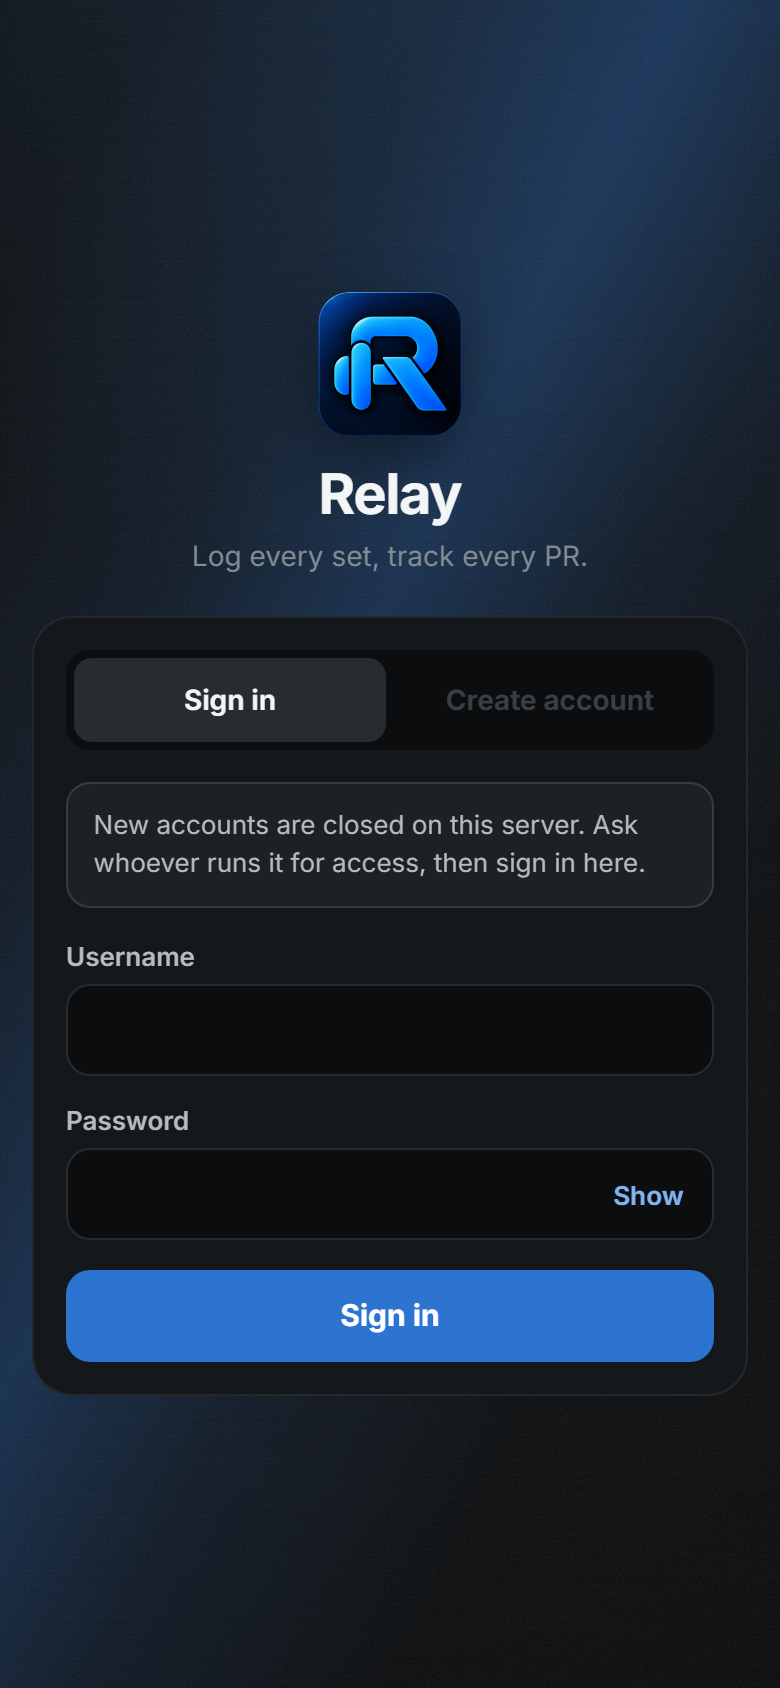 Relay
Log every set, track every PR.
Sign in
Create account
New accounts are closed on this server. Ask
whoever runs it for access, then sign in here.
Username
Password
Show
Sign in